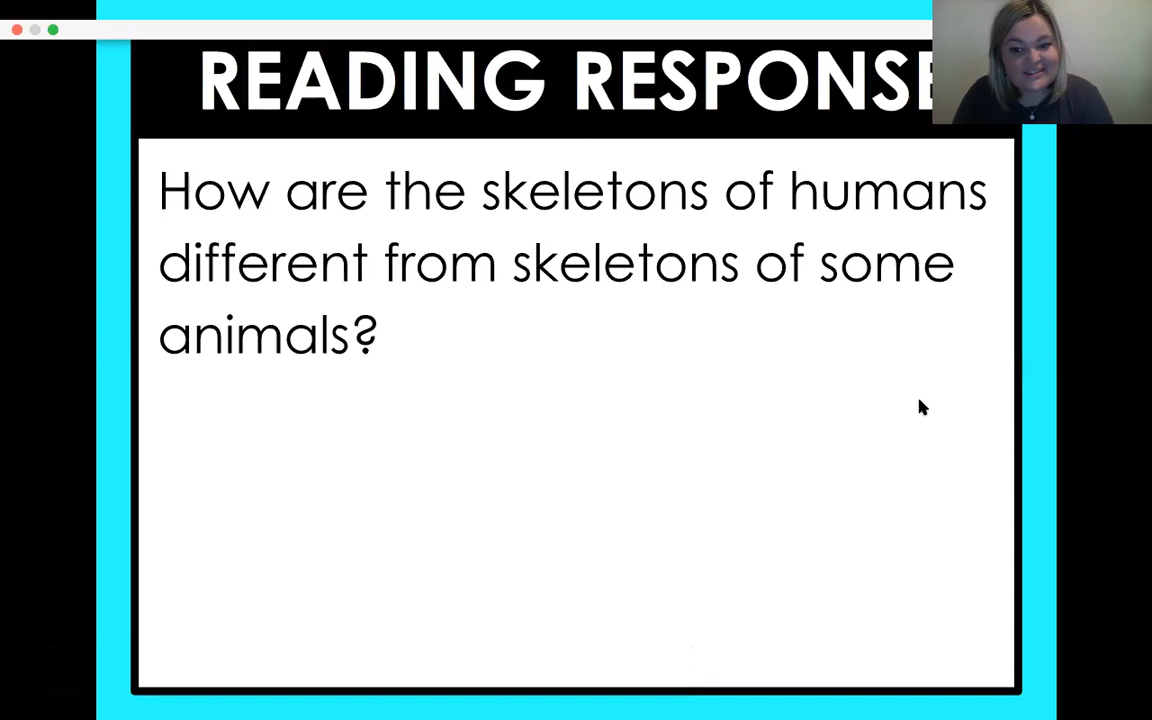 READING RESPONSE
How are the skeletons of humans
different from skeletons of some
animals?